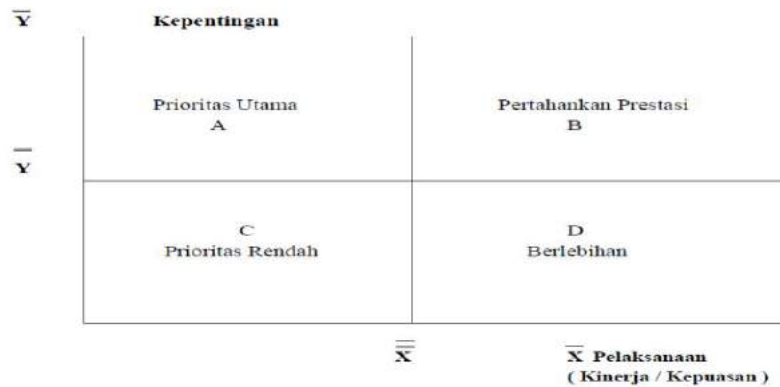 Y̅ Kepentingan
Prioritas Utama
A
Pertahankan Prestasi
B
Y̅
C
Prioritas Rendah
D
Berlebihan
X̿
X̅ Pelaksanaan
( Kinerja / Kepuasan )